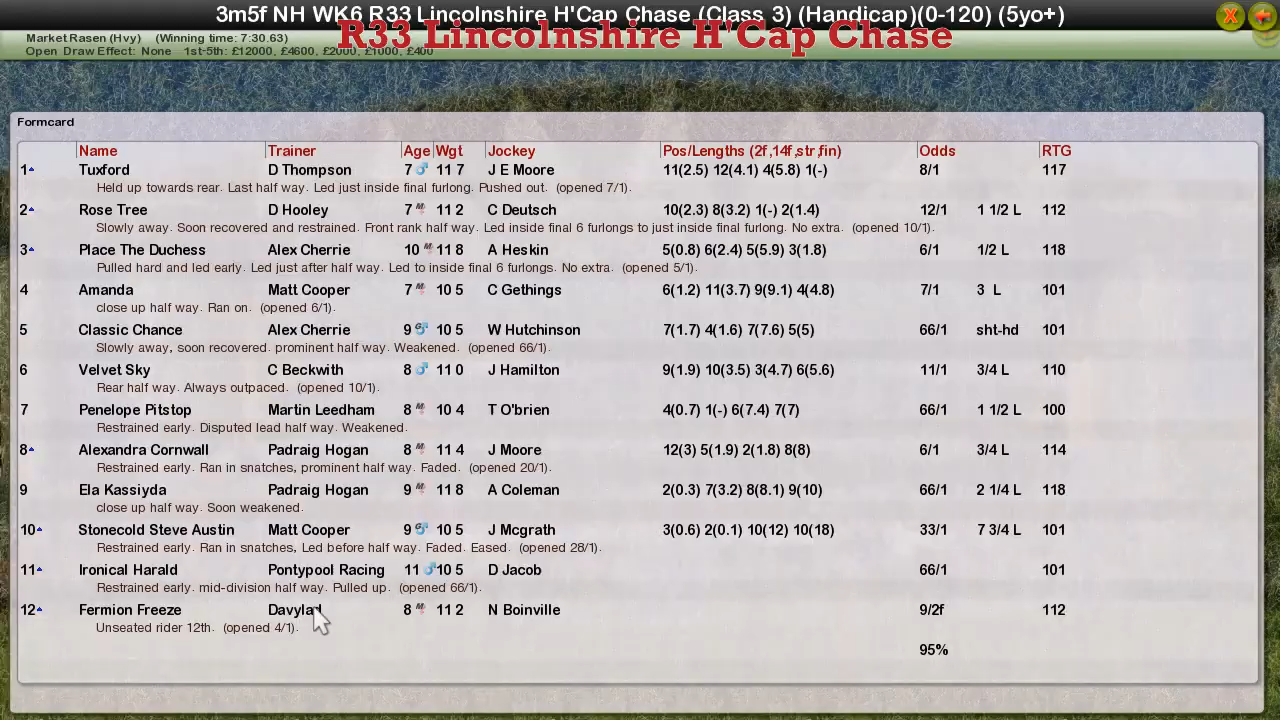 3m5f NH WK6 R33 Lincolnshire H'Cap Chase (Class 3) (Handicap)(0-120) (5yo+)
R33 Lincolnshire H'Cap Chase
Market Rasen (Hvy) (Winning time: 7:30.63)
Open Draw Effect: None 1st-5th: £12000, £4600, £2000, £1000, £400
Formcard
Name Trainer Age Wgt Jockey Pos/Lengths (2f,14f,str,fin) Odds RTG
1 Tuxford D Thompson 7 11 7 J E Moore 11(2.5) 12(4.1) 4(5.8) 1(-) 8/1 117
Held up towards rear. Last half way. Led just inside final furlong. Pushed out. (opened 7/1).
2 Rose Tree D Hooley 7 11 2 C Deutsch 10(2.3) 8(3.2) 1(-) 2(1.4) 12/1 1 1/2 L 112
Slowly away. Soon recovered and restrained. Front rank half way. Led inside final 6 furlongs to just inside final furlong. No extra. (opened 10/1).
3 Place The Duchess Alex Cherrie 10 11 8 A Heskin 5(0.8) 6(2.4) 5(5.9) 3(1.8) 6/1 1/2 L 118
Pulled hard and led early. Led just after half way. Led to inside final 6 furlongs. No extra. (opened 5/1).
4 Amanda Matt Cooper 7 10 5 C Gethings 6(1.2) 11(3.7) 9(9.1) 4(4.8) 7/1 3 L 101
close up half way. Ran on. (opened 6/1).
5 Classic Chance Alex Cherrie 9 10 5 W Hutchinson 7(1.7) 4(1.6) 7(7.6) 5(5) 66/1 sht-hd 101
Slowly away, soon recovered. prominent half way. Weakened. (opened 66/1).
6 Velvet Sky C Beckwith 8 11 0 J Hamilton 9(1.9) 10(3.5) 3(4.7) 6(5.6) 11/1 3/4 L 110
Rear half way. Always outpaced. (opened 10/1).
7 Penelope Pitstop Martin Leedham 8 10 4 T O'brien 4(0.7) 1(-) 6(7.4) 7(7) 66/1 1 1/2 L 100
Restrained early. Disputed lead half way. Weakened.
8 Alexandra Cornwall Padraig Hogan 8 11 4 J Moore 12(3) 5(1.9) 2(1.8) 8(8) 6/1 3/4 L 114
Restrained early. Ran in snatches, prominent half way. Faded. (opened 20/1).
9 Ela Kassiyda Padraig Hogan 9 11 8 A Coleman 2(0.3) 7(3.2) 8(8.1) 9(10) 66/1 2 1/4 L 118
close up half way. Soon weakened.
10 Stonecold Steve Austin Matt Cooper 9 10 5 J Mcgrath 3(0.6) 2(0.1) 10(12) 10(18) 33/1 7 3/4 L 101
Restrained early. Ran in snatches, Led before half way. Faded. Eased. (opened 28/1).
11 Ironical Harald Pontypool Racing 11 10 5 D Jacob 66/1 101
Restrained early. mid-division half way. Pulled up. (opened 66/1).
12 Fermion Freeze 8 11 2 N Boinville 9/2f 112
Unseated rider 12th. (opened 4/1).
95%